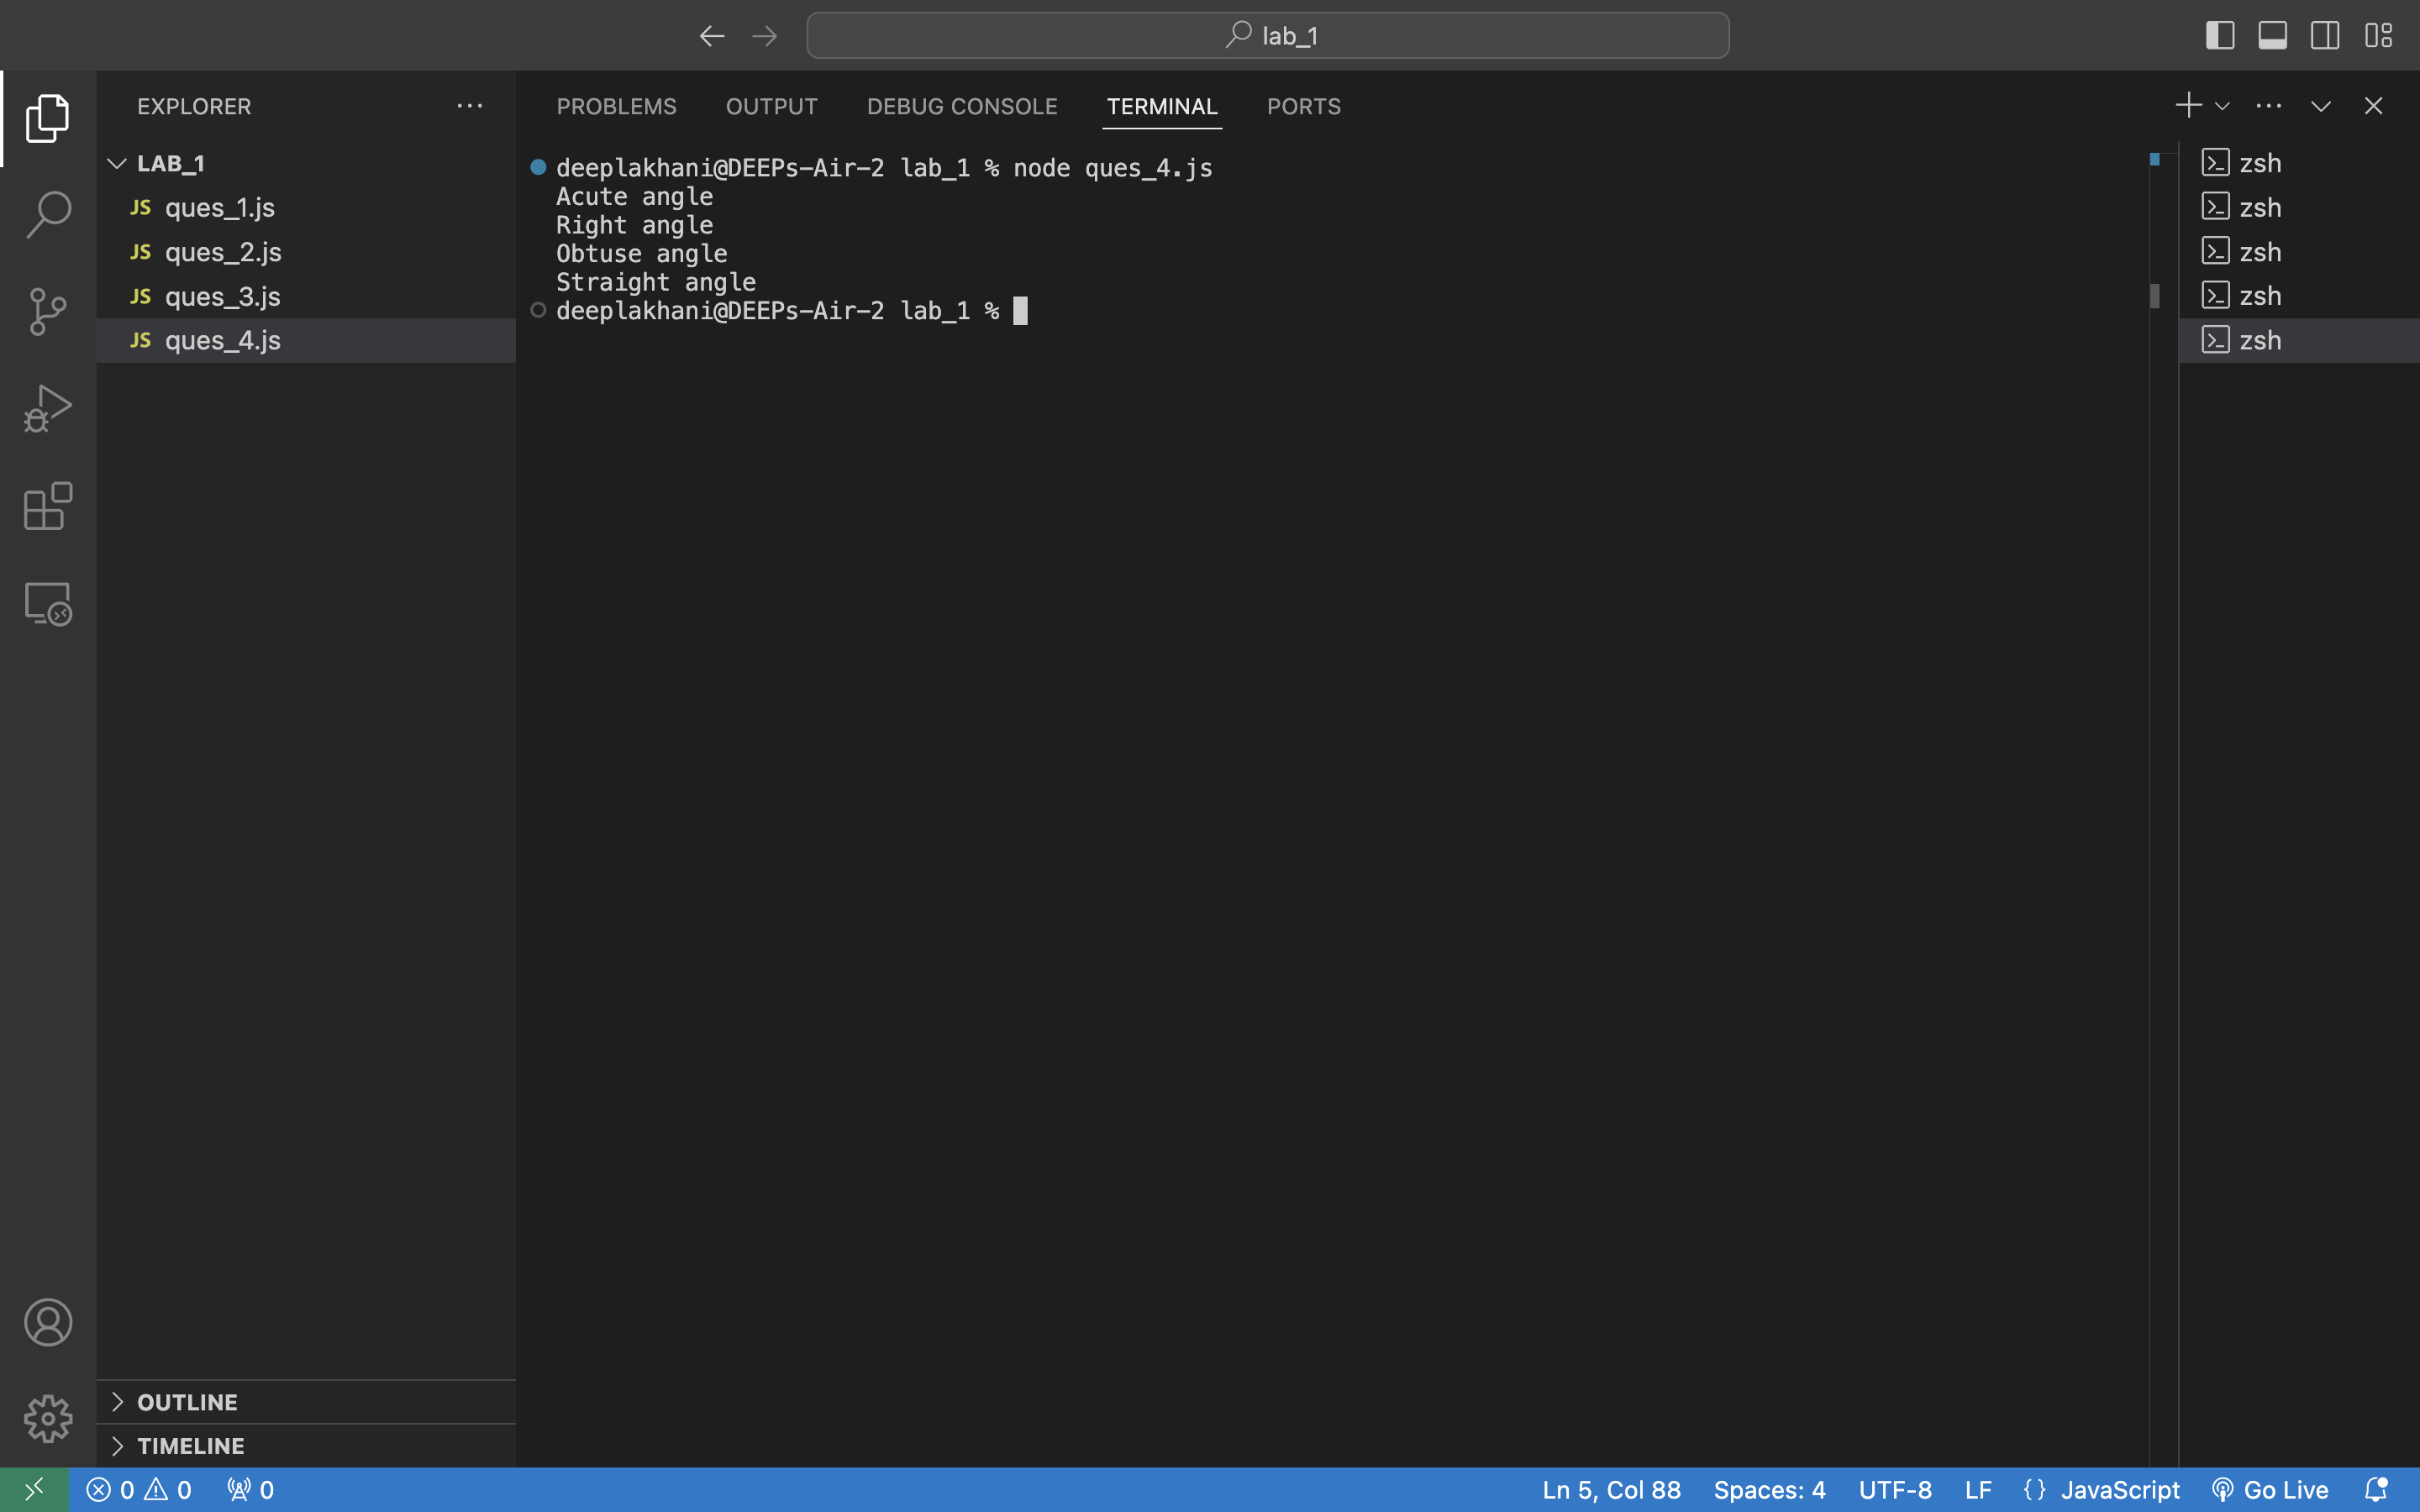 lab_1
EXPLORER
LAB_1
JS ques_1.js
JS ques_2.js
JS ques_3.js
JS ques_4.js
OUTLINE
TIMELINE
PROBLEMS OUTPUT DEBUG CONSOLE TERMINAL PORTS
deeplakhani@DEEPs-Air-2 lab_1 % node ques_4.js
Acute angle
Right angle
Obtuse angle
Straight angle
deeplakhani@DEEPs-Air-2 lab_1 %
zsh
zsh
zsh
zsh
zsh
0 0 0 Ln 5, Col 88 Spaces: 4 UTF-8 LF {} JavaScript Go Live